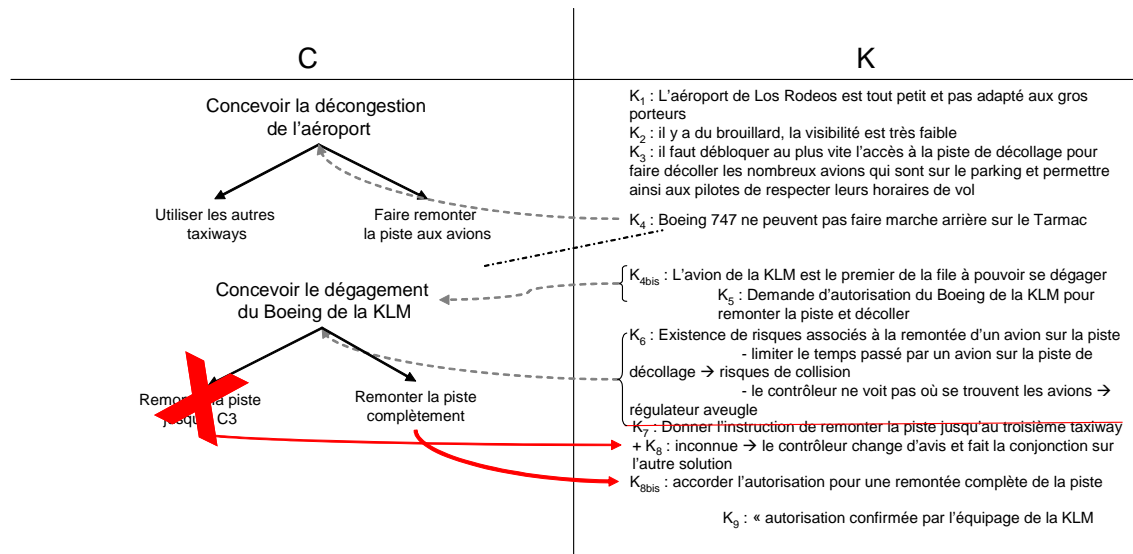 C
K
Concevoir la décongestion
de l'aéroport
Utiliser les autres
taxiways
Faire remonter
la piste aux avions
Concevoir le dégagement
du Boeing de la KLM
Remonter la piste
C3
Remonter la piste
complètement
K1 : L'aéroport de Los Rodeos est tout petit et pas adapté aux gros
porteurs
K2 : il y a du brouillard, la visibilité est très faible
K3 : il faut débloquer au plus vite l'accès à la piste de décollage pour
faire décoller les nombreux avions qui sont sur le parking et permettre
ainsi aux pilotes de respecter leurs horaires de vol
K4 : Boeing 747 ne peuvent pas faire marche arrière sur le Tarmac
K4bis : L'avion de la KLM est le premier de la file à pouvoir se dégager
K5 : Demande d'autorisation du Boeing de la KLM pour
remonter la piste et décoller
K6 : Existence de risques associés à la remontée d'un avion sur la piste
- limiter le temps passé par un avion sur la piste de
décollage → risques de collision
- le contrôleur ne voit pas où se trouvent les avions →
régulateur aveugle
K7 : Donner l'instruction de remonter la piste jusqu'au troisième taxiway
+ K8 : inconnue → le contrôleur change d'avis et fait la conjonction sur
l'autre solution
K8bis : accorder l'autorisation pour une remontée complète de la piste
K9 : « autorisation confirmée par l'équipage de la KLM